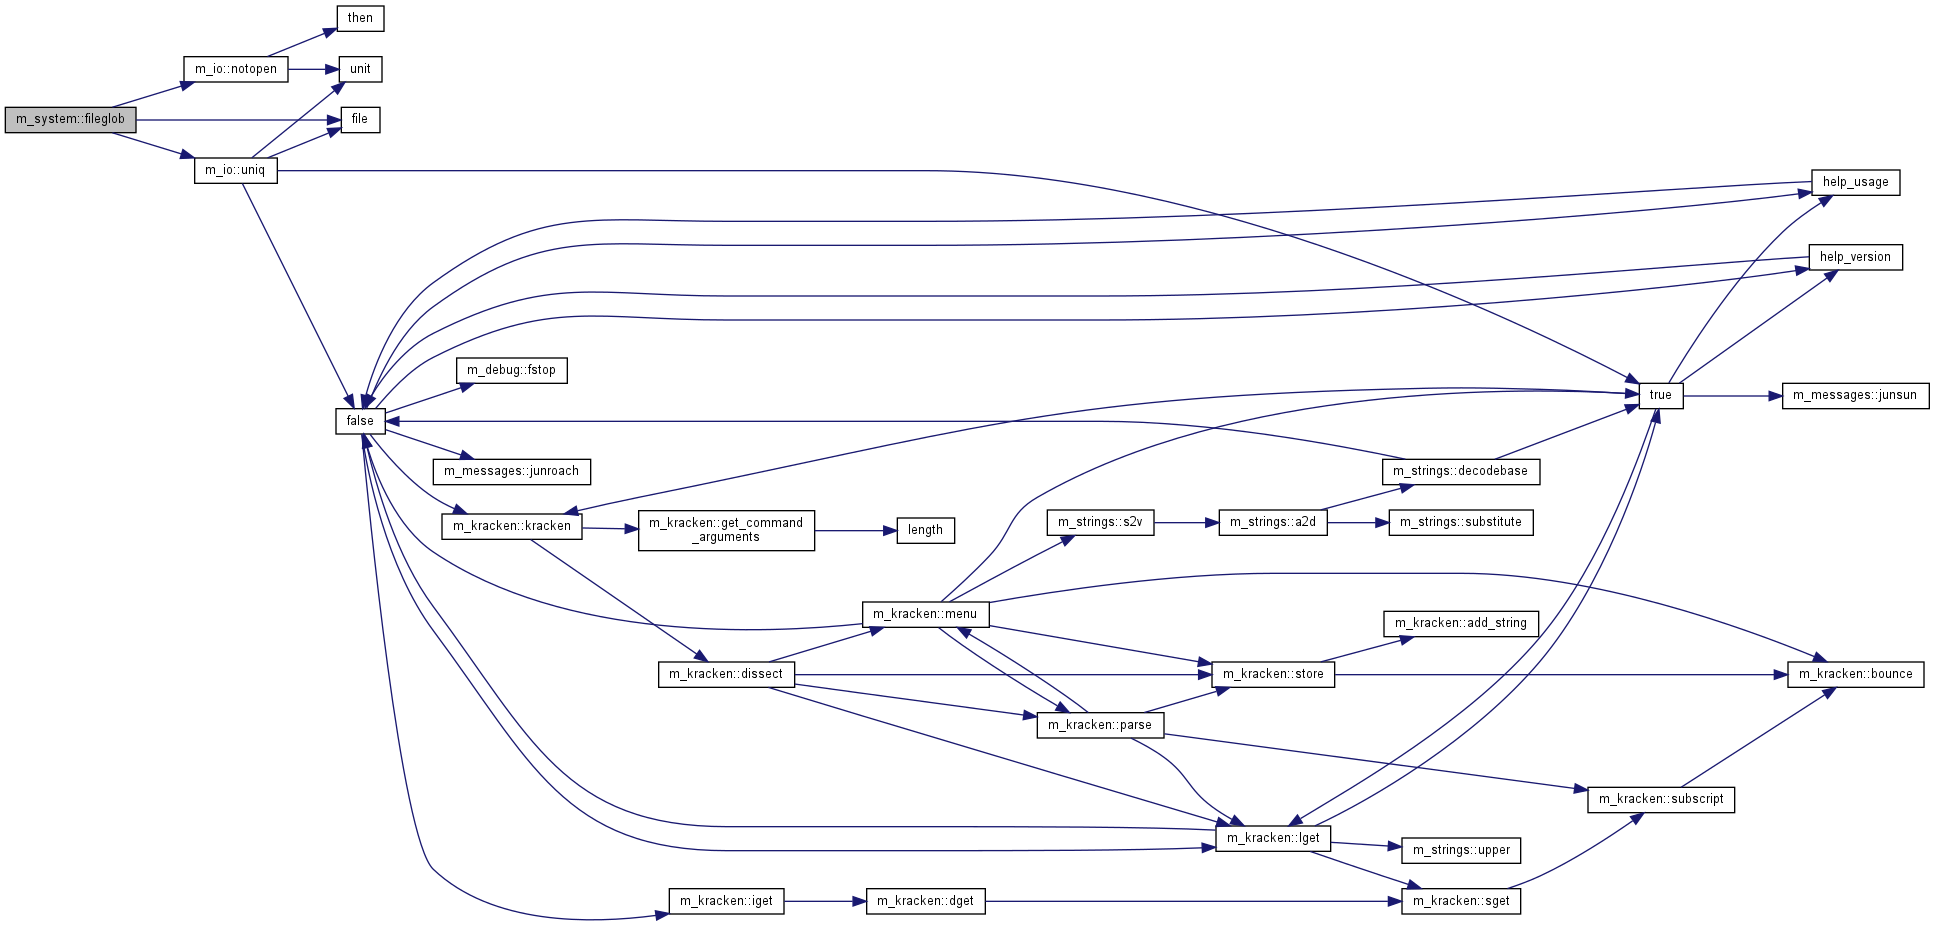 then
m_io::notopen
unit
m_system::fileglob
file
m_io::uniq
help_usage
help_version
m_debug::fstop
true
m_messages::junsun
false
m_messages::junroach
m_strings::decodebase
m_kracken::kracken
m_kracken::get_command
_arguments
length
m_strings::s2v
m_strings::a2d
m_strings::substitute
m_kracken::menu
m_kracken::add_string
m_kracken::dissect
m_kracken::store
m_kracken::bounce
m_kracken::parse
m_kracken::subscript
m_kracken::lget
m_strings::upper
m_kracken::iget
m_kracken::dget
m_kracken::sget